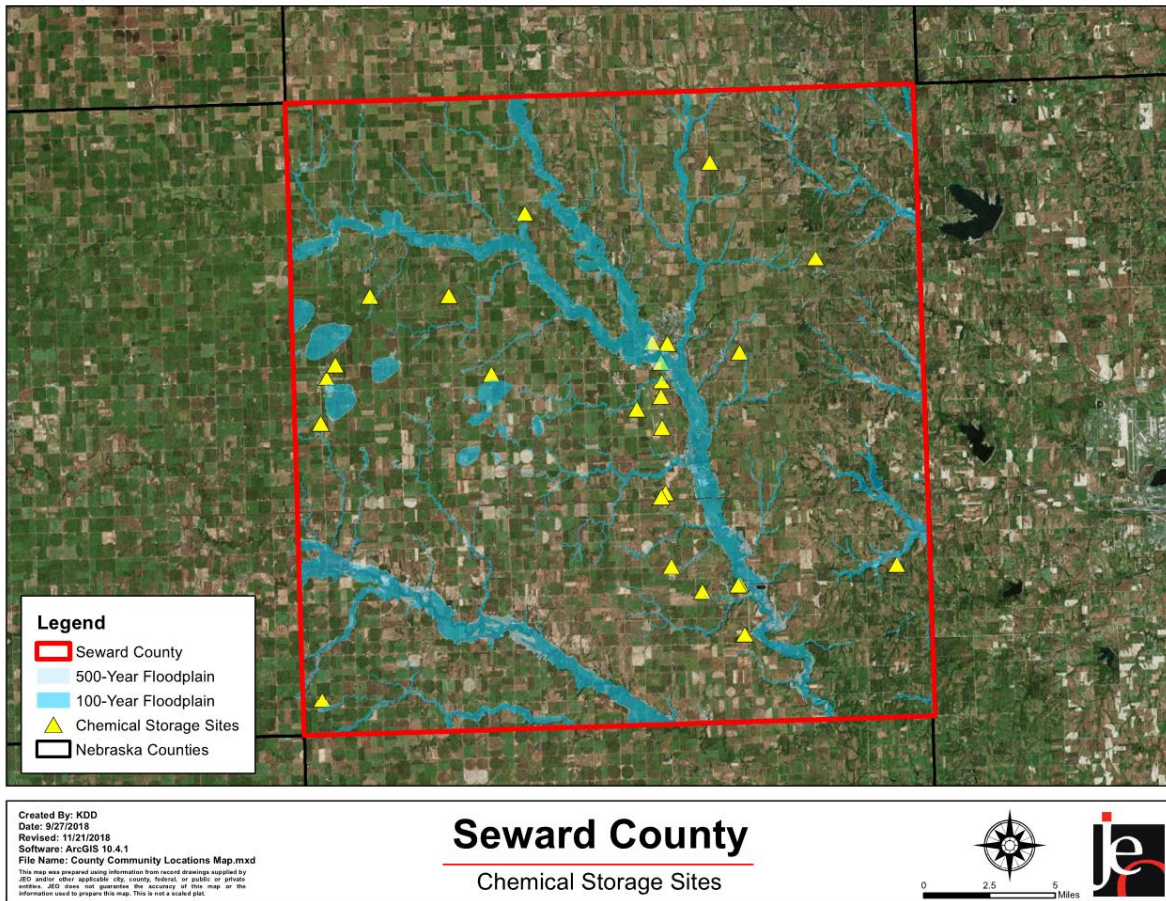 Legend
Seward County
500-Year Floodplain
100-Year Floodplain
Chemical Storage Sites
Nebraska Counties
Created By: KDD
Date: 9/27/2018
Revised: 11/21/2018
Software: ArcGIS 10.4.1
File Name: County Community Locations Map.mxd
This map was prepared using information from record drawings supplied by
JEO and/or other applicable city, county, federal, or public or private
entities. JEO does not guarantee the accuracy of this map or the
information used to prepare this map. This is not a scaled plat.
Seward County
Chemical Storage Sites
0 2.5 5
Miles
jeo